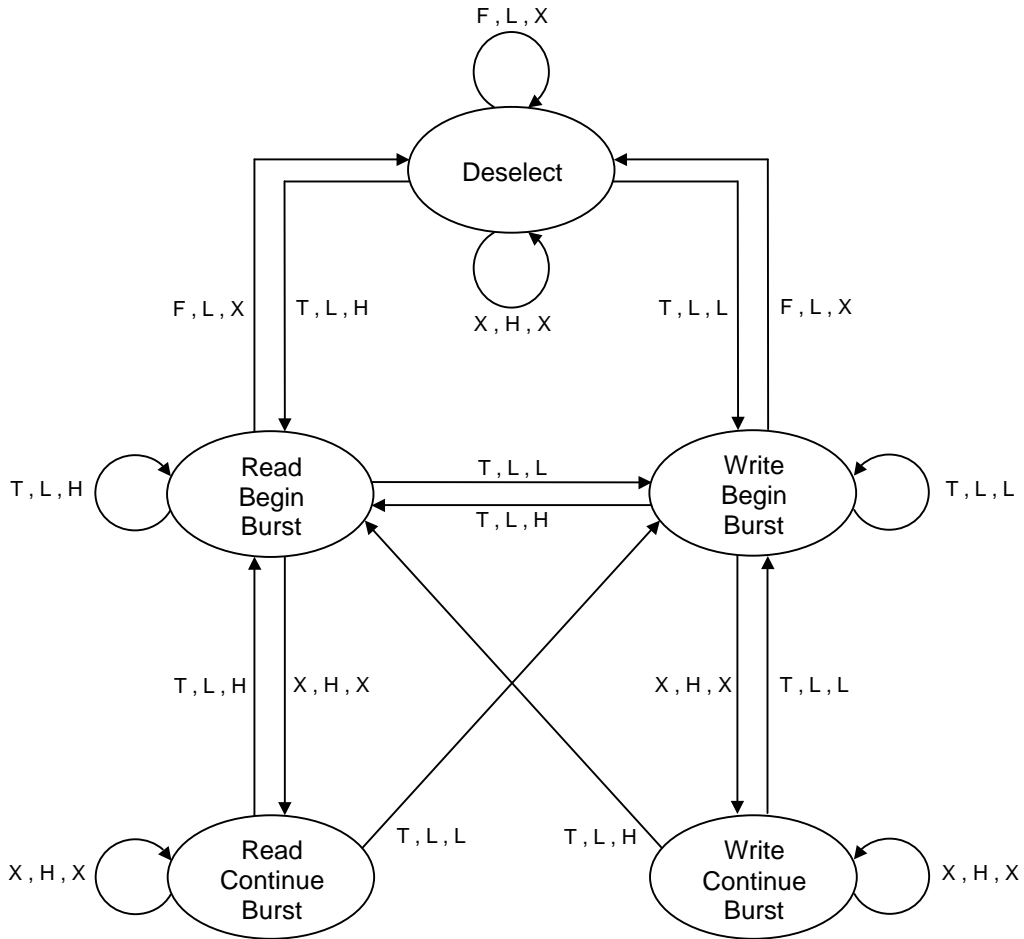 F , L , X
Deselect
X , H , X
F , L , X
T , L , H
T , L , L
F , L , X
T , L , H
Read
Begin
Burst
T , L , L
T , L , H
Write
Begin
Burst
T , L , L
T , L , H
X , H , X
X , H , X
T , L , L
X , H , X
Read
Continue
Burst
T , L , L
T , L , H
Write
Continue
Burst
X , H , X